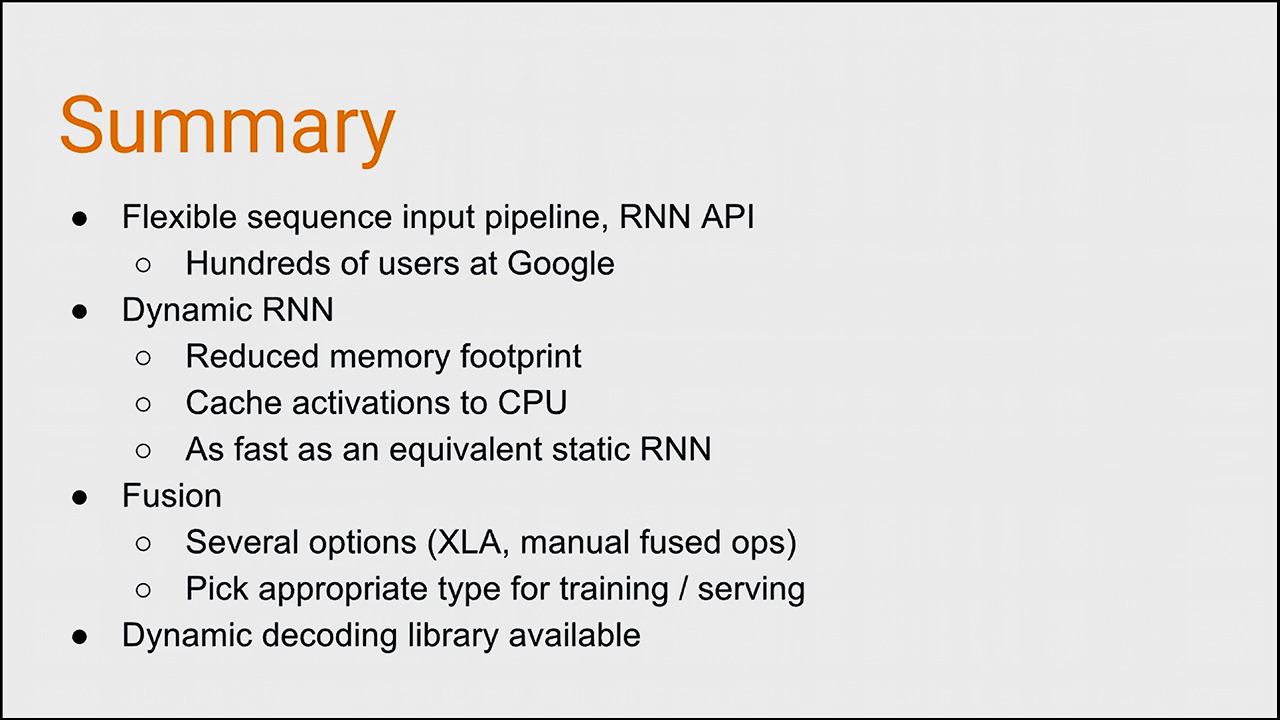 Summary
● Flexible sequence input pipeline, RNN API
○ Hundreds of users at Google
● Dynamic RNN
○ Reduced memory footprint
○ Cache activations to CPU
○ As fast as an equivalent static RNN
● Fusion
○ Several options (XLA, manual fused ops)
○ Pick appropriate type for training / serving
● Dynamic decoding library available